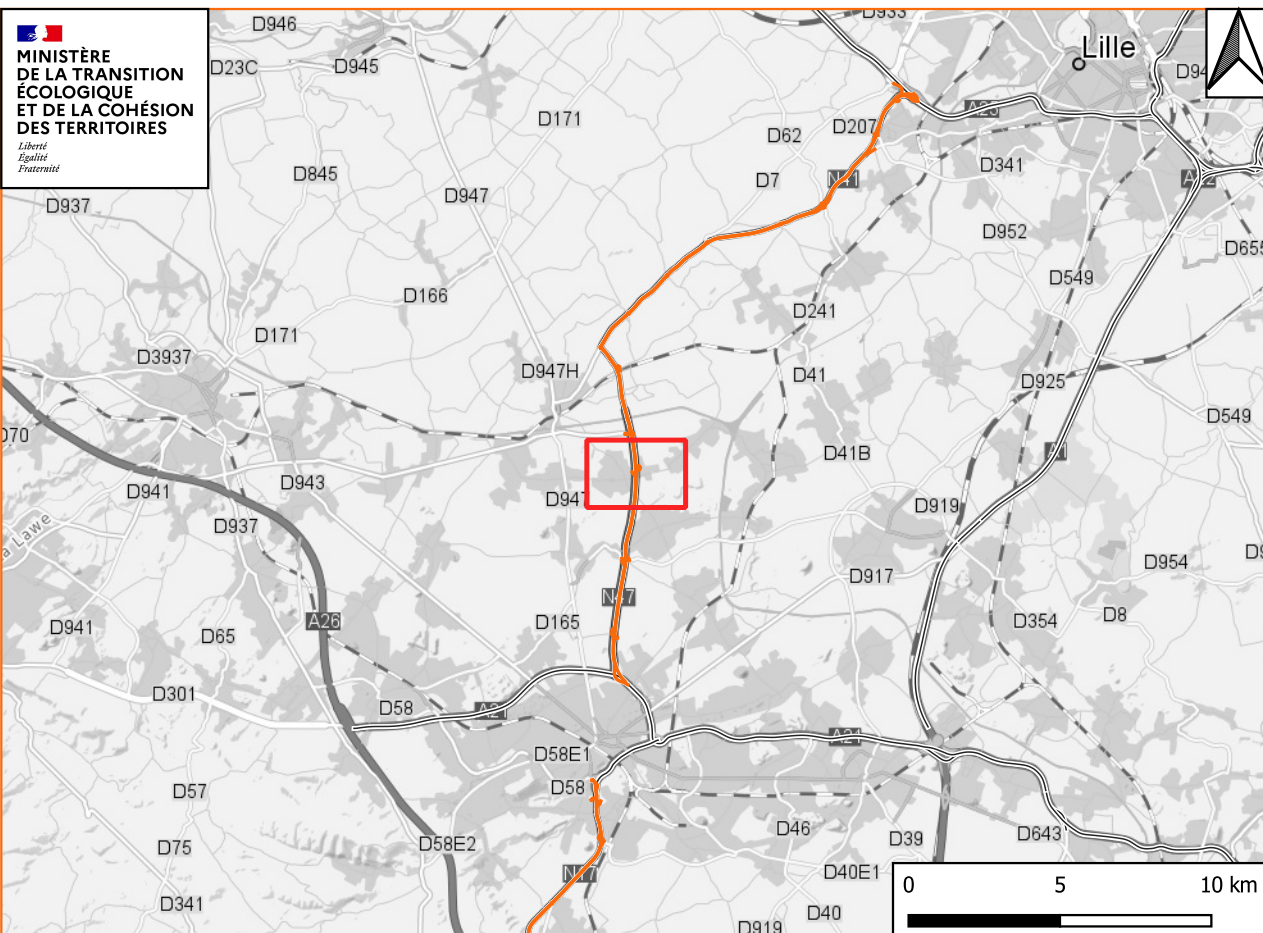 MINISTÈRE
DE LA TRANSITION
ÉCOLOGIQUE
ET DE LA COHÉSION
DES TERRITOIRES
Liberté
Égalité
Fraternité
D946
D933
D23C
D945
Lille
D171
D62
D207
A25
D845
D7
N41
D341
A22
D937
D947
D952
D655
D549
D166
D241
D171
D3937
D947H
D41
D925
D549
D41B
A1
D943
D941
D947
D937
D919
D954
D917
N47
D8
A26
D165
D354
D941
D65
D301
D58
A21
D58E1
A21
D58
D57
D46
D39
D643
D75
D58E2
N17
D40E1
D341
D40
D919
0 5 10 km